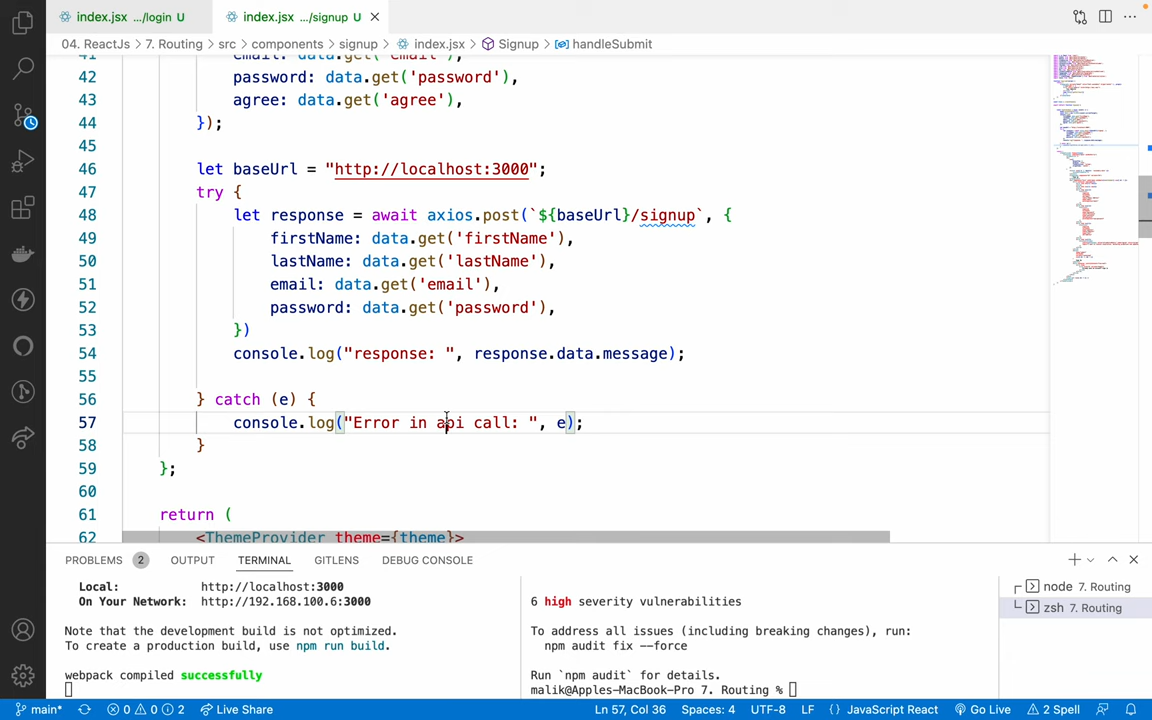 index.jsx .../login U
index.jsx .../signup U
04. ReactJs > 7. Routing > src > components > signup > index.jsx > Signup > handleSubmit
41 email: data.get('email'),
42 password: data.get('password'),
43 agree: data.get('agree'),
44 });
45
46 let baseUrl = "http://localhost:3000";
47 try {
48 let response = await axios.post(`${baseUrl}/signup`, {
49 firstName: data.get('firstName'),
50 lastName: data.get('lastName'),
51 email: data.get('email'),
52 password: data.get('password'),
53 })
54 console.log("response: ", response.data.message);
55
56 } catch (e) {
57 console.log("Error in api call: ", e);
58 }
59 };
60
61 return (
62 <ThemeProvider theme={theme}>
PROBLEMS 2 OUTPUT TERMINAL GITLENS DEBUG CONSOLE
Local: http://localhost:3000
On Your Network: http://192.168.100.6:3000
Note that the development build is not optimized.
To create a production build, use npm run build.
webpack compiled successfully
6 high severity vulnerabilities
To address all issues (including breaking changes), run:
npm audit fix --force
Run `npm audit` for details.
malik@Apples-MacBook-Pro 7. Routing %
node 7. Routing
zsh 7. Routing
main* 0 0 2 Live Share Ln 57, Col 36 Spaces: 4 UTF-8 LF {} JavaScript React Go Live 2 Spell